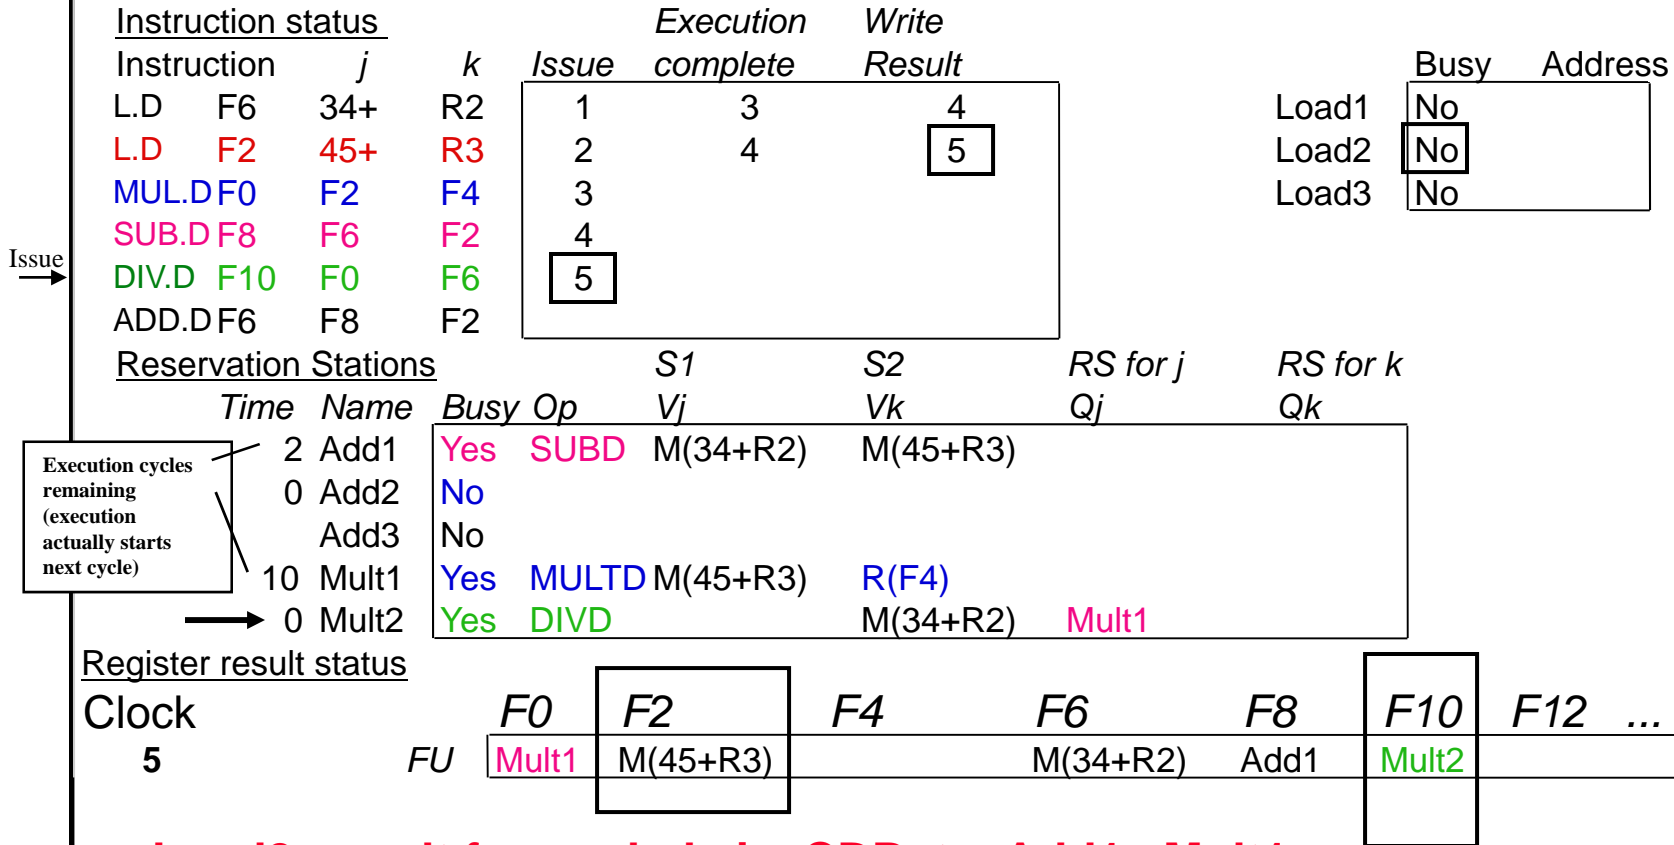 Instruction status Execution Write
Instruction j k Issue complete Result Busy Address
L.D F6 34+ R2 1 3 4 Load1 No
L.D F2 45+ R3 2 4 5 Load2 No
MUL.D F0 F2 F4 3 Load3 No
SUB.D F8 F6 F2 4
Issue
DIV.D F10 F0 F6 5
ADD.D F6 F8 F2
Reservation Stations S1 S2 RS for j RS for k
Time Name Busy Op Vj Vk Qj Qk
2 Add1 Yes SUBD M(34+R2) M(45+R3)
0 Add2 No
Add3 No
10 Mult1 Yes MULTD M(45+R3) R(F4)
0 Mult2 Yes DIVD M(34+R2) Mult1
Execution cycles
remaining
(execution
actually starts
next cycle)
Register result status
Clock F0 F2 F4 F6 F8 F10 F12 ...
5 FU Mult1 M(45+R3) M(34+R2) Add1 Mult2